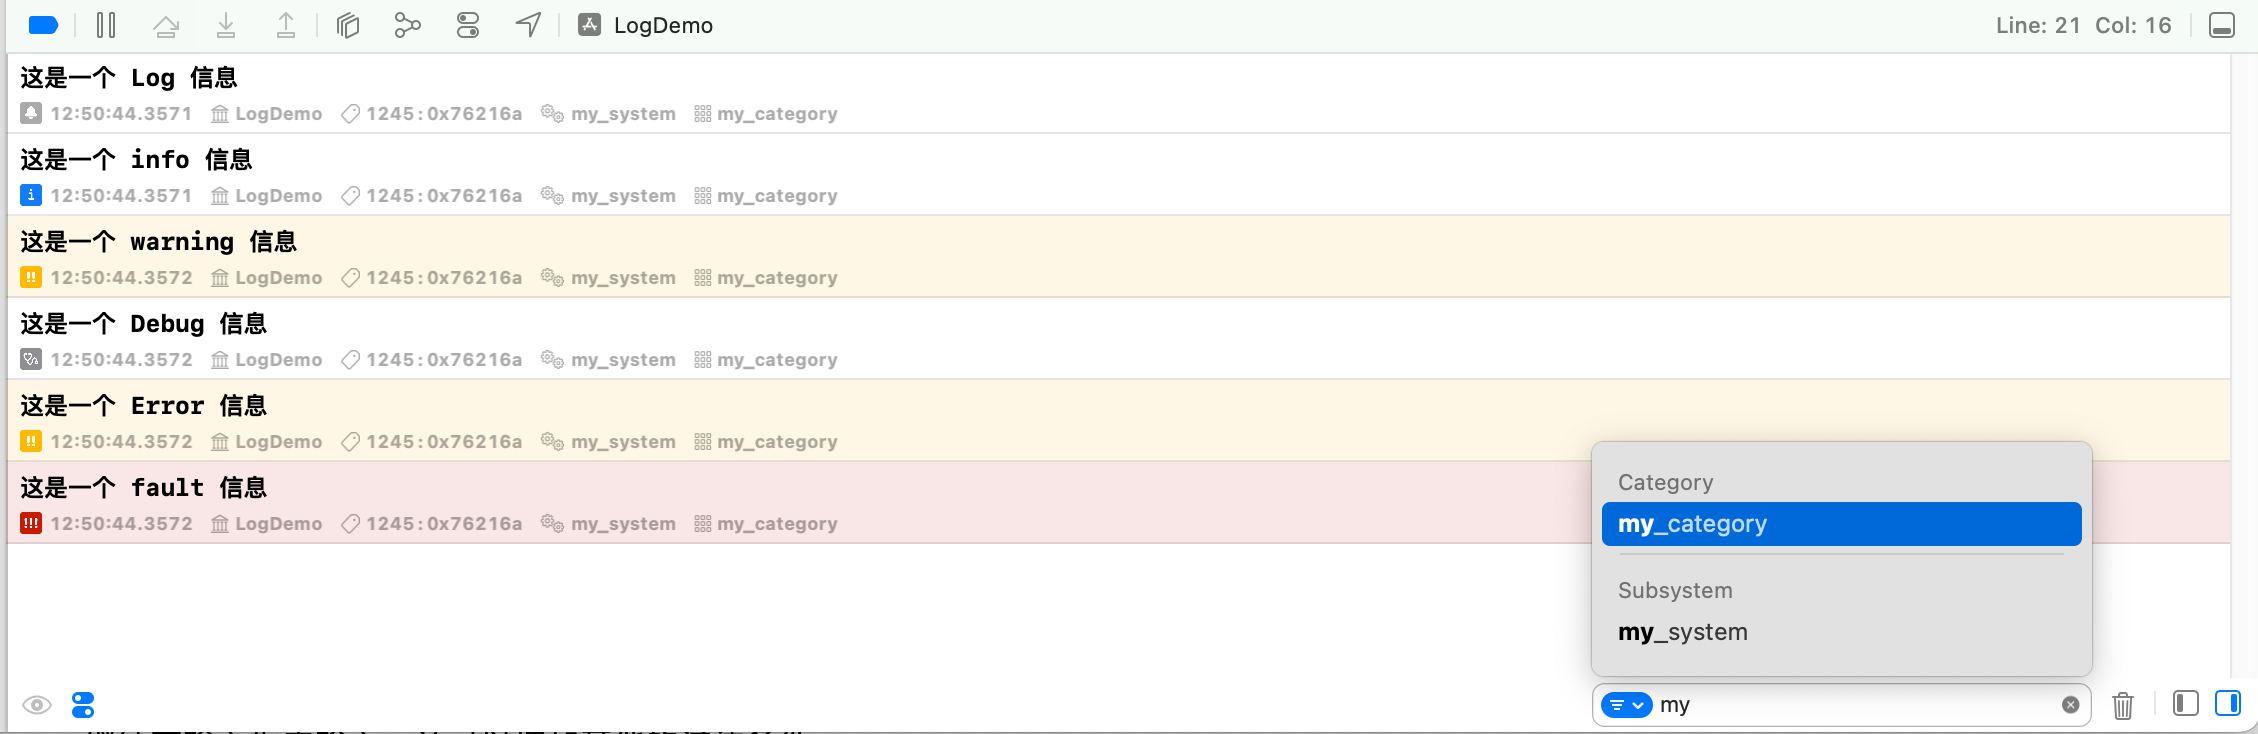 LogDemo
Line: 21 Col: 16
这是一个 Log 信息
12:50:44.3571 LogDemo 1245:0x76216a my_system my_category
这是一个 info 信息
12:50:44.3571 LogDemo 1245:0x76216a my_system my_category
这是一个 warning 信息
12:50:44.3572 LogDemo 1245:0x76216a my_system my_category
这是一个 Debug 信息
12:50:44.3572 LogDemo 1245:0x76216a my_system my_category
这是一个 Error 信息
12:50:44.3572 LogDemo 1245:0x76216a my_system my_category
这是一个 fault 信息
12:50:44.3572 LogDemo 1245:0x76216a my_system my_category
Category
my_category
Subsystem
my_system
my